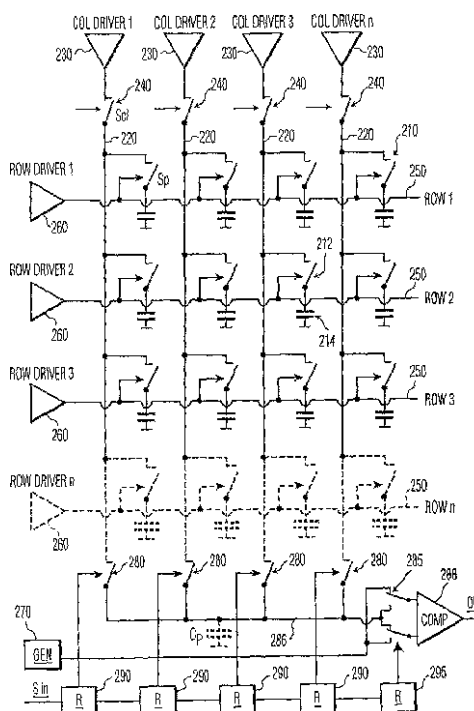 COL DRIVER 1 COL DRIVER 2 COL DRIVER 3 COL DRIVER n
230 230 230 230
240 240 240 240
Scl
220 220 220 220 210
ROW DRIVER 1 Sp 250
260 ROW 1
ROW DRIVER 2 212 250
260 214 ROW 2
ROW DRIVER 3 250
260 ROW 3
ROW DRIVER n 250
260 ROW n
280 280 280 280 285 288
270 Cp 286 COMP
GEN
S in 290 290 290 290 295
R R R R R